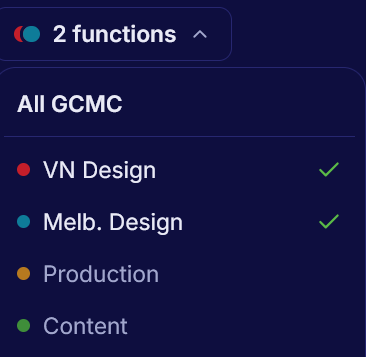 2 functions
All GCMC
VN Design
Melb. Design
Production
Content